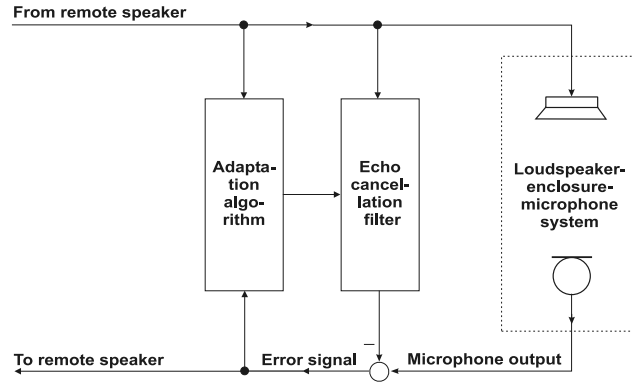 From remote speaker
Adapta-
tion
algo-
rithm
Echo
cancel-
lation
filter
Loudspeaker-
enclosure-
microphone
system
–
To remote speaker
Error signal
Microphone output